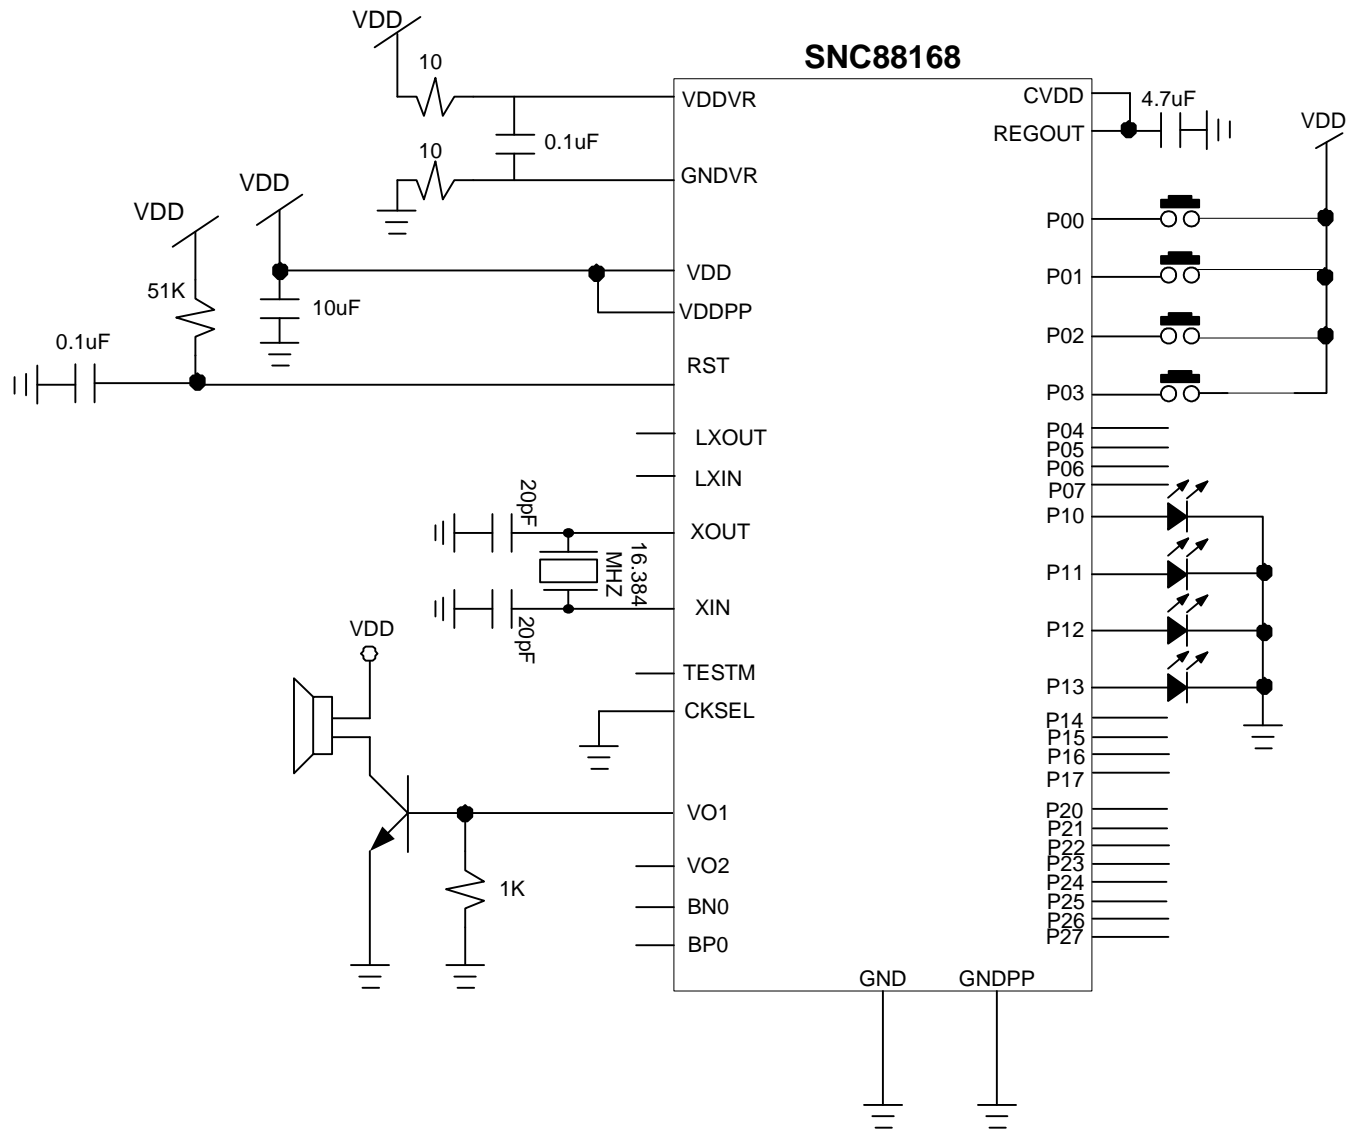 SNC88168
VDD
10
VDDVR
0.1uF
10
GNDVR
VDD
VDD
VDD
51K
10uF
VDDPP
0.1uF
RST
LXOUT
LXIN
20pF
XOUT
16.384
MHZ
XIN
20pF
VDD
TESTM
CKSEL
VO1
1K
VO2
BN0
BP0
GND
GNDPP
CVDD
4.7uF
REGOUT
VDD
P00
P01
P02
P03
P04
P05
P06
P07
P10
P11
P12
P13
P14
P15
P16
P17
P20
P21
P22
P23
P24
P25
P26
P27